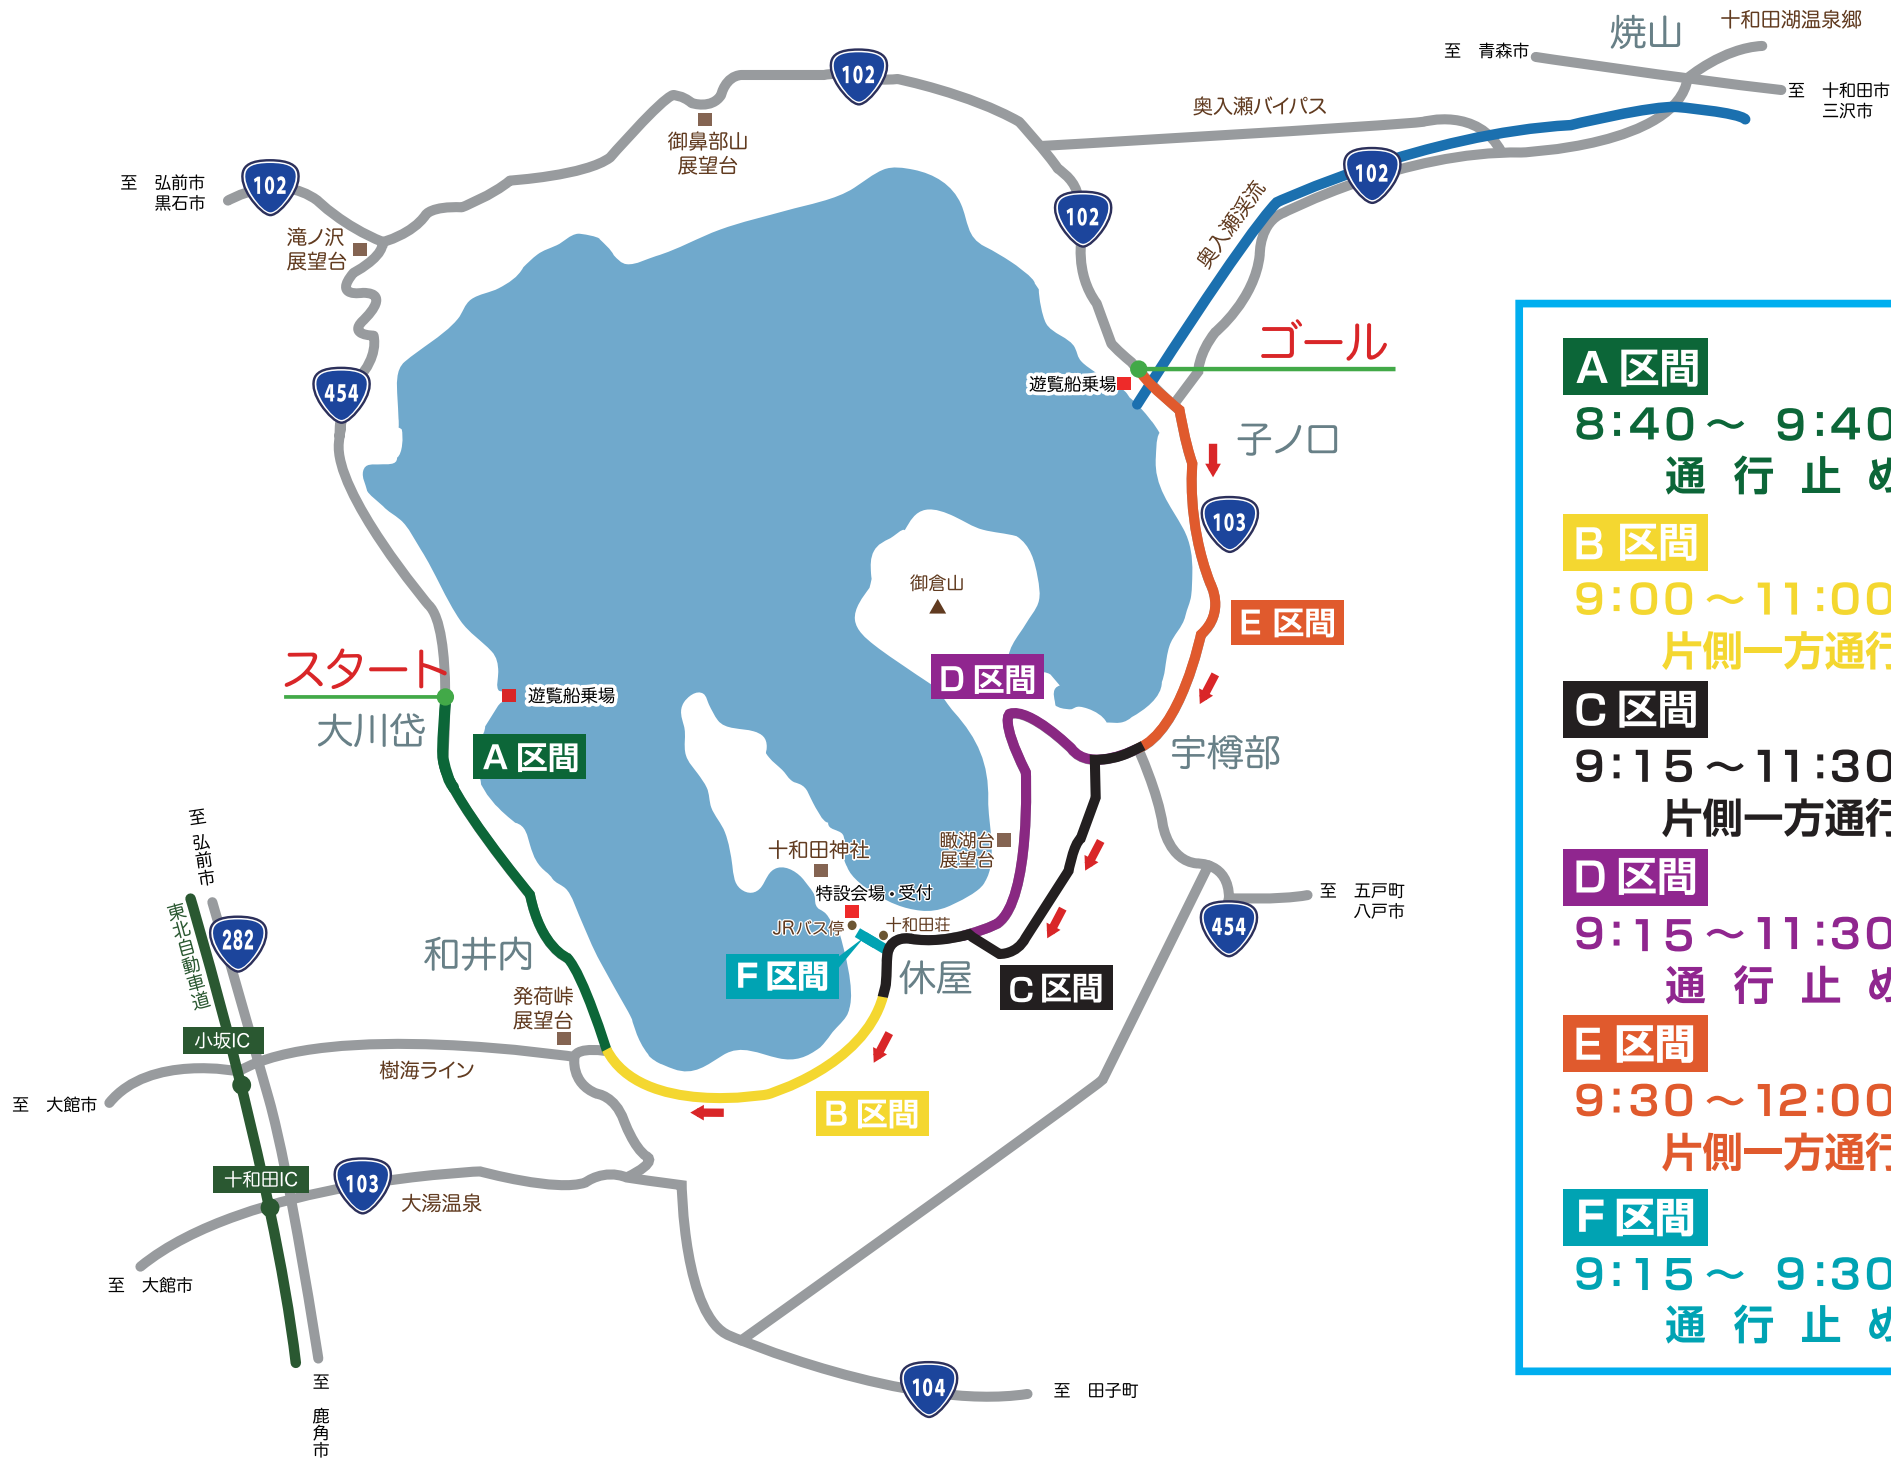 焼山
十和田湖温泉郷
至 青森市
至 十和田市
三沢市
奥入瀬バイパス
102
102
102
102
御鼻部山
展望台
至 弘前市
黒石市
滝ノ沢
展望台
奥入瀬渓流
454
ゴール
遊覧船乗場
子ノ口
103
御倉山
E 区間
D 区間
スタート
遊覧船乗場
大川岱
A 区間
宇樽部
瞰湖台
展望台
十和田神社
特設会場・受付
JRバス停
十和田荘
至 五戸町
八戸市
454
至 弘前市
東北自動車道
282
和井内
F 区間
休屋
C 区間
発荷峠
展望台
小坂IC
樹海ライン
至 大館市
B 区間
十和田IC
103
大湯温泉
至 大館市
至 鹿角市
104
至 田子町
A 区間
8:40～ 9:40
通 行 止 め
B 区間
9:00～11:00
片側一方通行
C 区間
9:15～11:30
片側一方通行
D 区間
9:15～11:30
通 行 止 め
E 区間
9:30～12:00
片側一方通行
F 区間
9:15～ 9:30
通 行 止 め